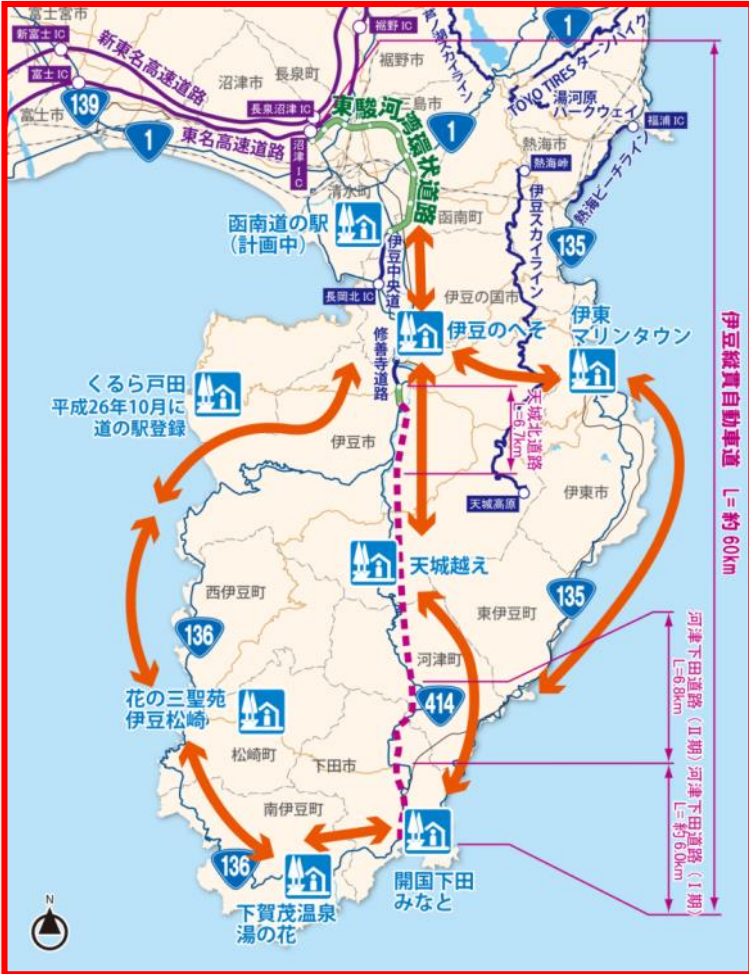 富士宮市
新富士IC
新東名高速道路
裾野IC
裾野市
長泉町
沼津市
芦ノ湖スカイライン
1
TOYO TIRES ターンパイク
湯河原
パークウェイ
富士IC
139
富士市
1
東名高速道路
長泉沼津IC
沼津IC
東駿河湾環状道路
三島市
1
清水町
函南町
熱海市
熱海峠
福浦IC
熱海ビーチライン
伊豆スカイライン
135
函南道の駅
(計画中)
伊豆中央道
長岡北IC
伊豆の国市
伊豆のへそ
修善寺道路
伊東
マリンタウン
くるら戸田
平成26年10月に
道の駅登録
伊豆市
天城北道路
L=6.7km
天城高原
伊東市
伊豆縦貫自動車道 L=約60km
天城越え
西伊豆町
136
東伊豆町
135
河津町
414
花の三聖苑
伊豆松崎
松崎町
下田市
南伊豆町
河津下田道路(Ⅱ期)
L=6.8km
河津下田道路(Ⅰ期)
L=約6.0km
136
下賀茂温泉
湯の花
開国下田
みなと
N